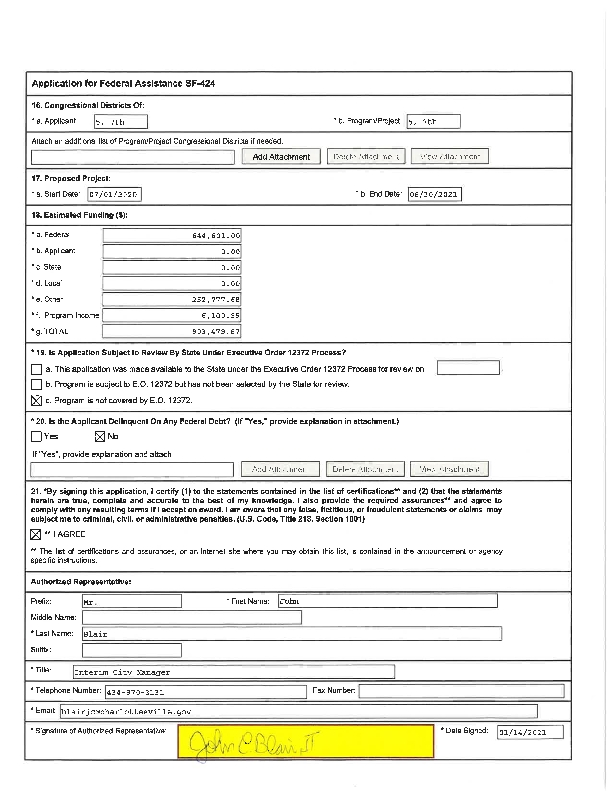 Application for Federal Assistance SF-424
16. Congressional Districts Of:
* a. Applicant
* b. Program/Project
Attach an additional list of Program/Project Congressional Districts if needed.
Add Attachment Delete Attachment View Attachment
17. Proposed Project:
* a. Start Date: 07/01/2020 * b. End Date: 06/30/2021
18. Estimated Funding ($):
* a. Federal
* b. Applicant 0.00
* c. State 0.00
* d. Local 0.00
* e. Other 252,777.68
* f. Program Income
* g. TOTAL 903,479.67
* 19. Is Application Subject to Review By State Under Executive Order 12372 Process?
a. This application was made available to the State under the Executive Order 12372 Process for review on .
b. Program is subject to E.O. 12372 but has not been selected by the State for review.
c. Program is not covered by E.O. 12372.
* 20. Is the Applicant Delinquent On Any Federal Debt? (If "Yes," provide explanation in attachment.)
Yes No
If "Yes", provide explanation and attach
Add Attachment Delete Attachment View Attachment
21. *By signing this application, I certify (1) to the statements contained in the list of certifications** and (2) that the statements
herein are true, complete and accurate to the best of my knowledge. I also provide the required assurances** and agree to
comply with any resulting terms if I accept an award. I am aware that any false, fictitious, or fraudulent statements or claims may
subject me to criminal, civil, or administrative penalties. (U.S. Code, Title 218, Section 1001)
** I AGREE
** The list of certifications and assurances, or an internet site where you may obtain this list, is contained in the announcement or agency
specific instructions.
Authorized Representative:
Prefix: Mr. * First Name: John
Middle Name:
* Last Name: Blair
Suffix:
* Title: Interim City Manager
* Telephone Number: 434-970-3131 Fax Number:
* Email:
* Signature of Authorized Representative: John C Blair II * Date Signed: 01/14/2021